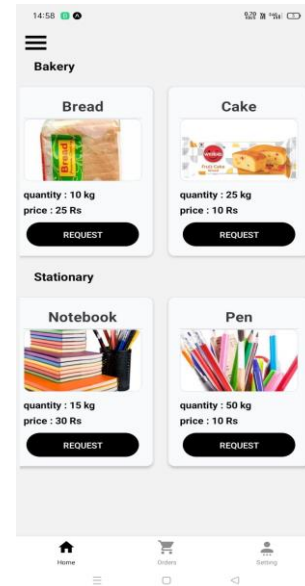 14:58
Bakery
Bread
Cake
Bread
quantity : 10 kg
price : 25 Rs
REQUEST
quantity : 25 kg
price : 10 Rs
REQUEST
Stationary
Notebook
Pen
quantity : 15 kg
price : 30 Rs
REQUEST
quantity : 50 kg
price : 10 Rs
REQUEST
Home
Orders
Setting